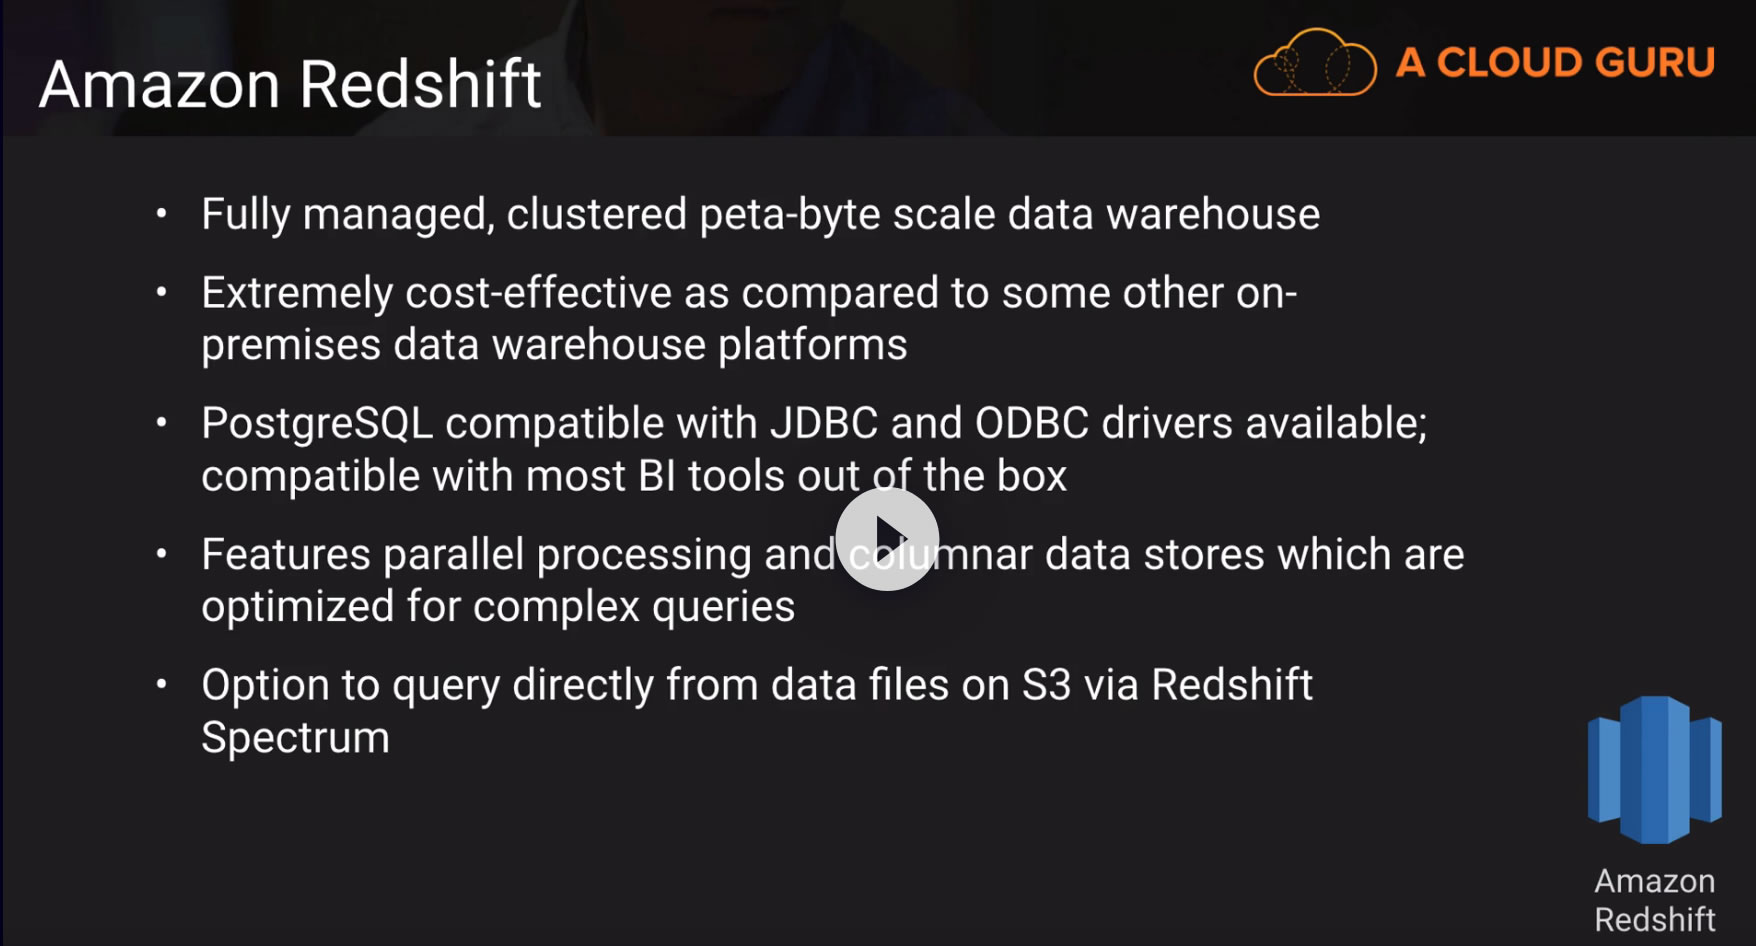 Amazon Redshift
A CLOUD GURU
• Fully managed, clustered peta-byte scale data warehouse
• Extremely cost-effective as compared to some other on-
premises data warehouse platforms
• PostgreSQL compatible with JDBC and ODBC drivers available;
compatible with most BI tools out of the box
• Features parallel processing and columnar data stores which are
optimized for complex queries
• Option to query directly from data files on S3 via Redshift
Spectrum
Amazon
Redshift